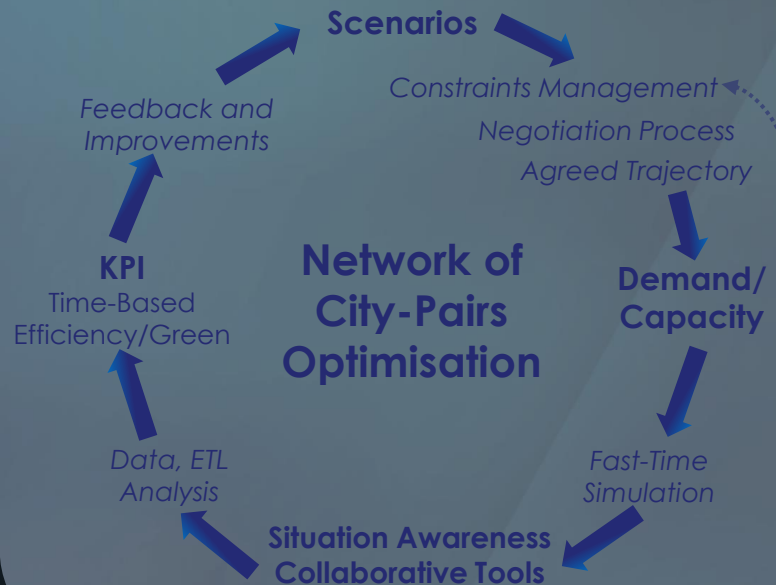 Scenarios
Constraints Management
Negotiation Process
Agreed Trajectory
Demand/
Capacity
Fast-Time
Simulation
Situation Awareness
Collaborative Tools
Data, ETL
Analysis
KPI
Time-Based
Efficiency/Green
Feedback and
Improvements
Network of
City-Pairs
Optimisation